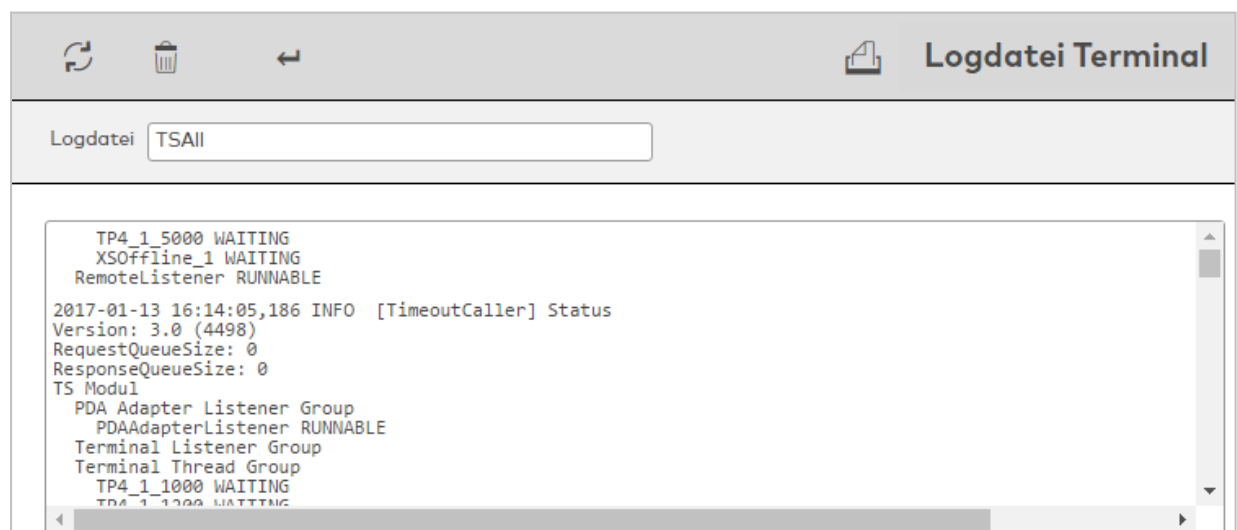 Logdatei Terminal
Logdatei TSAll
TP4_1_5000 WAITING
XSOffline_1 WAITING
RemoteListener RUNNABLE
2017-01-13 16:14:05,186 INFO [TimeoutCaller] Status
Version: 3.0 (4498)
RequestQueueSize: 0
ResponseQueueSize: 0
TS Modul
PDA Adapter Listener Group
PDAAdapterListener RUNNABLE
Terminal Listener Group
Terminal Thread Group
TP4_1_1000 WAITING
TP4_1_1200 WAITING